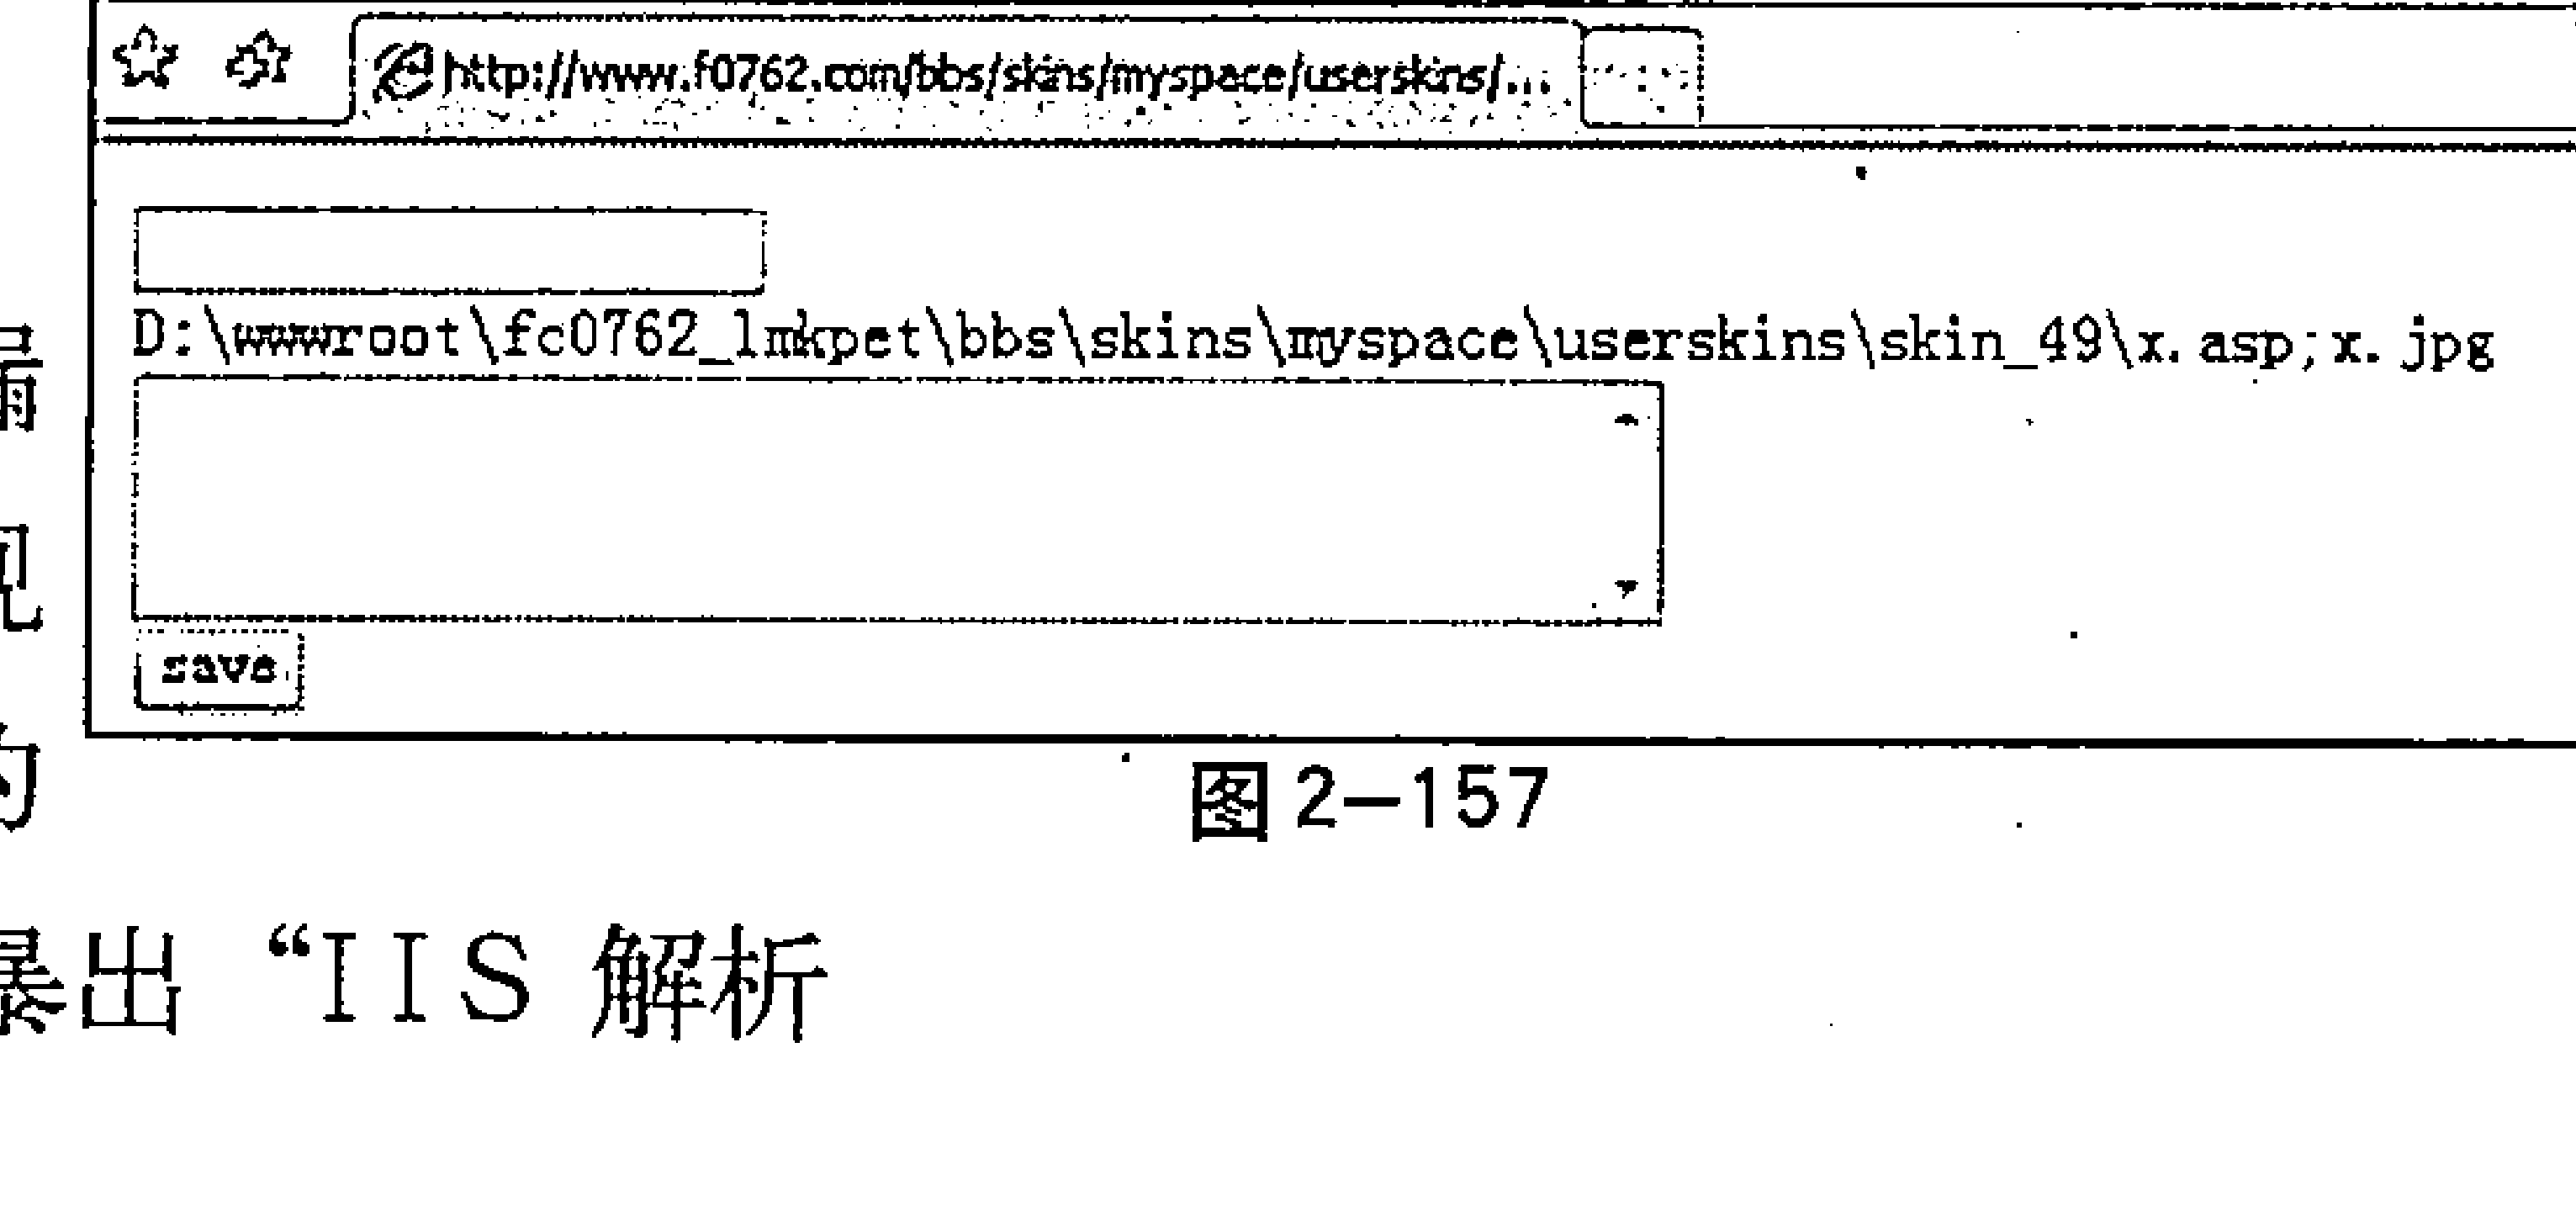 http://www.f0762.com/bbs/skins/myspace/userskins/...
D:\wwwroot\fc0762_lmkpet\bbs\skins\myspace\userskins\skin_49\x.asp;x.jpg
save
图 2-157
出 “IIS 解析